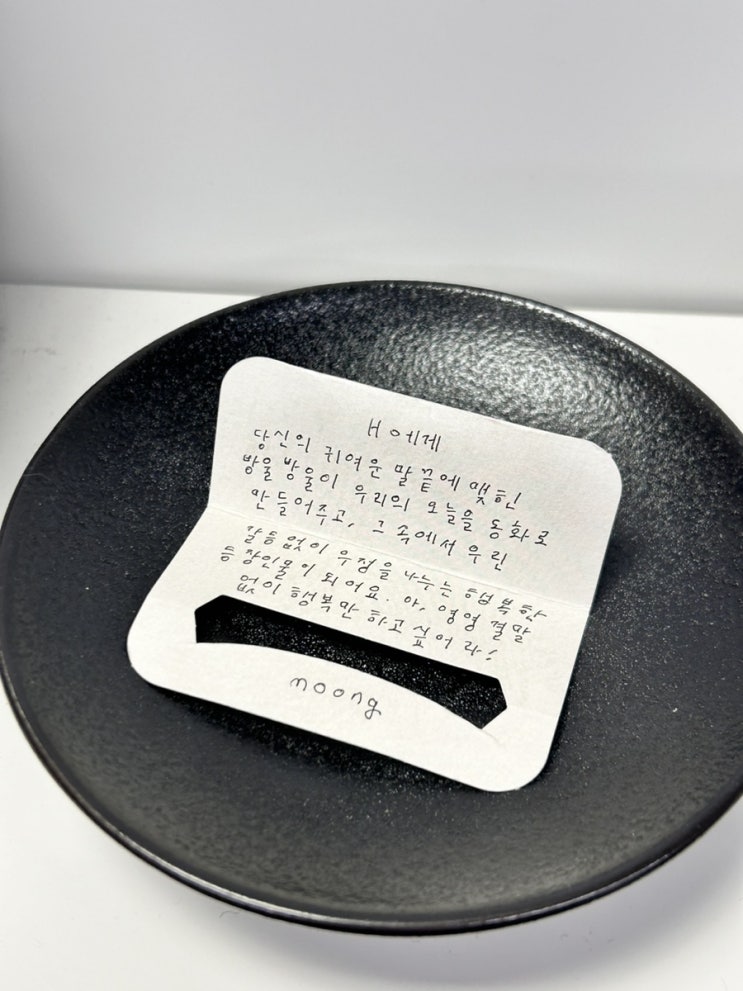 H에게
당신의 귀여운 말 끝에 맺힌
방울방울이 우리의 오늘을 동화로
만들어주고, 그 속에서 우린
갈등없이 우정을 나누는 행복한
등장인물이 되어요. 아, 영영 결말
없이 행복만 하고 싶어라!
noong